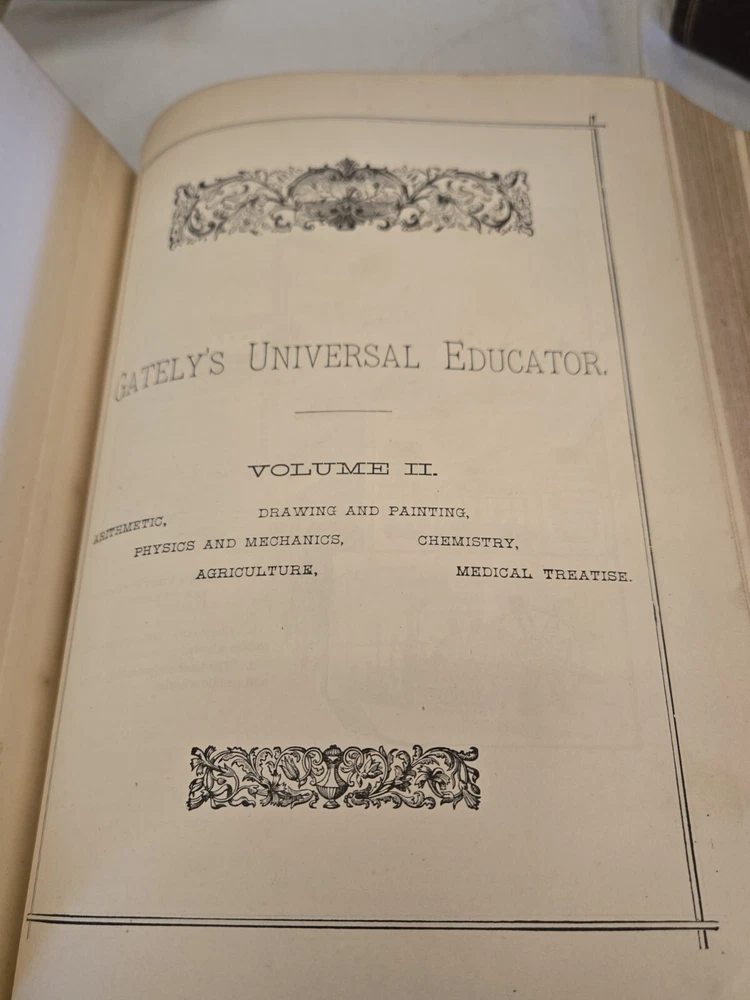 GATELY'S UNIVERSAL EDUCATOR.
VOLUME II.
ARITHMETIC, DRAWING AND PAINTING,
PHYSICS AND MECHANICS, CHEMISTRY,
AGRICULTURE, MEDICAL TREATISE.